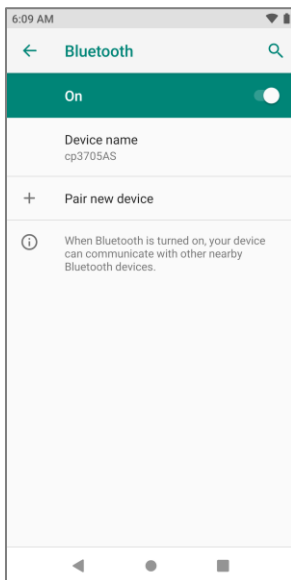 6:09 AM
Bluetooth
On
Device name
cp3705AS
Pair new device
When Bluetooth is turned on, your device
can communicate with other nearby
Bluetooth devices.